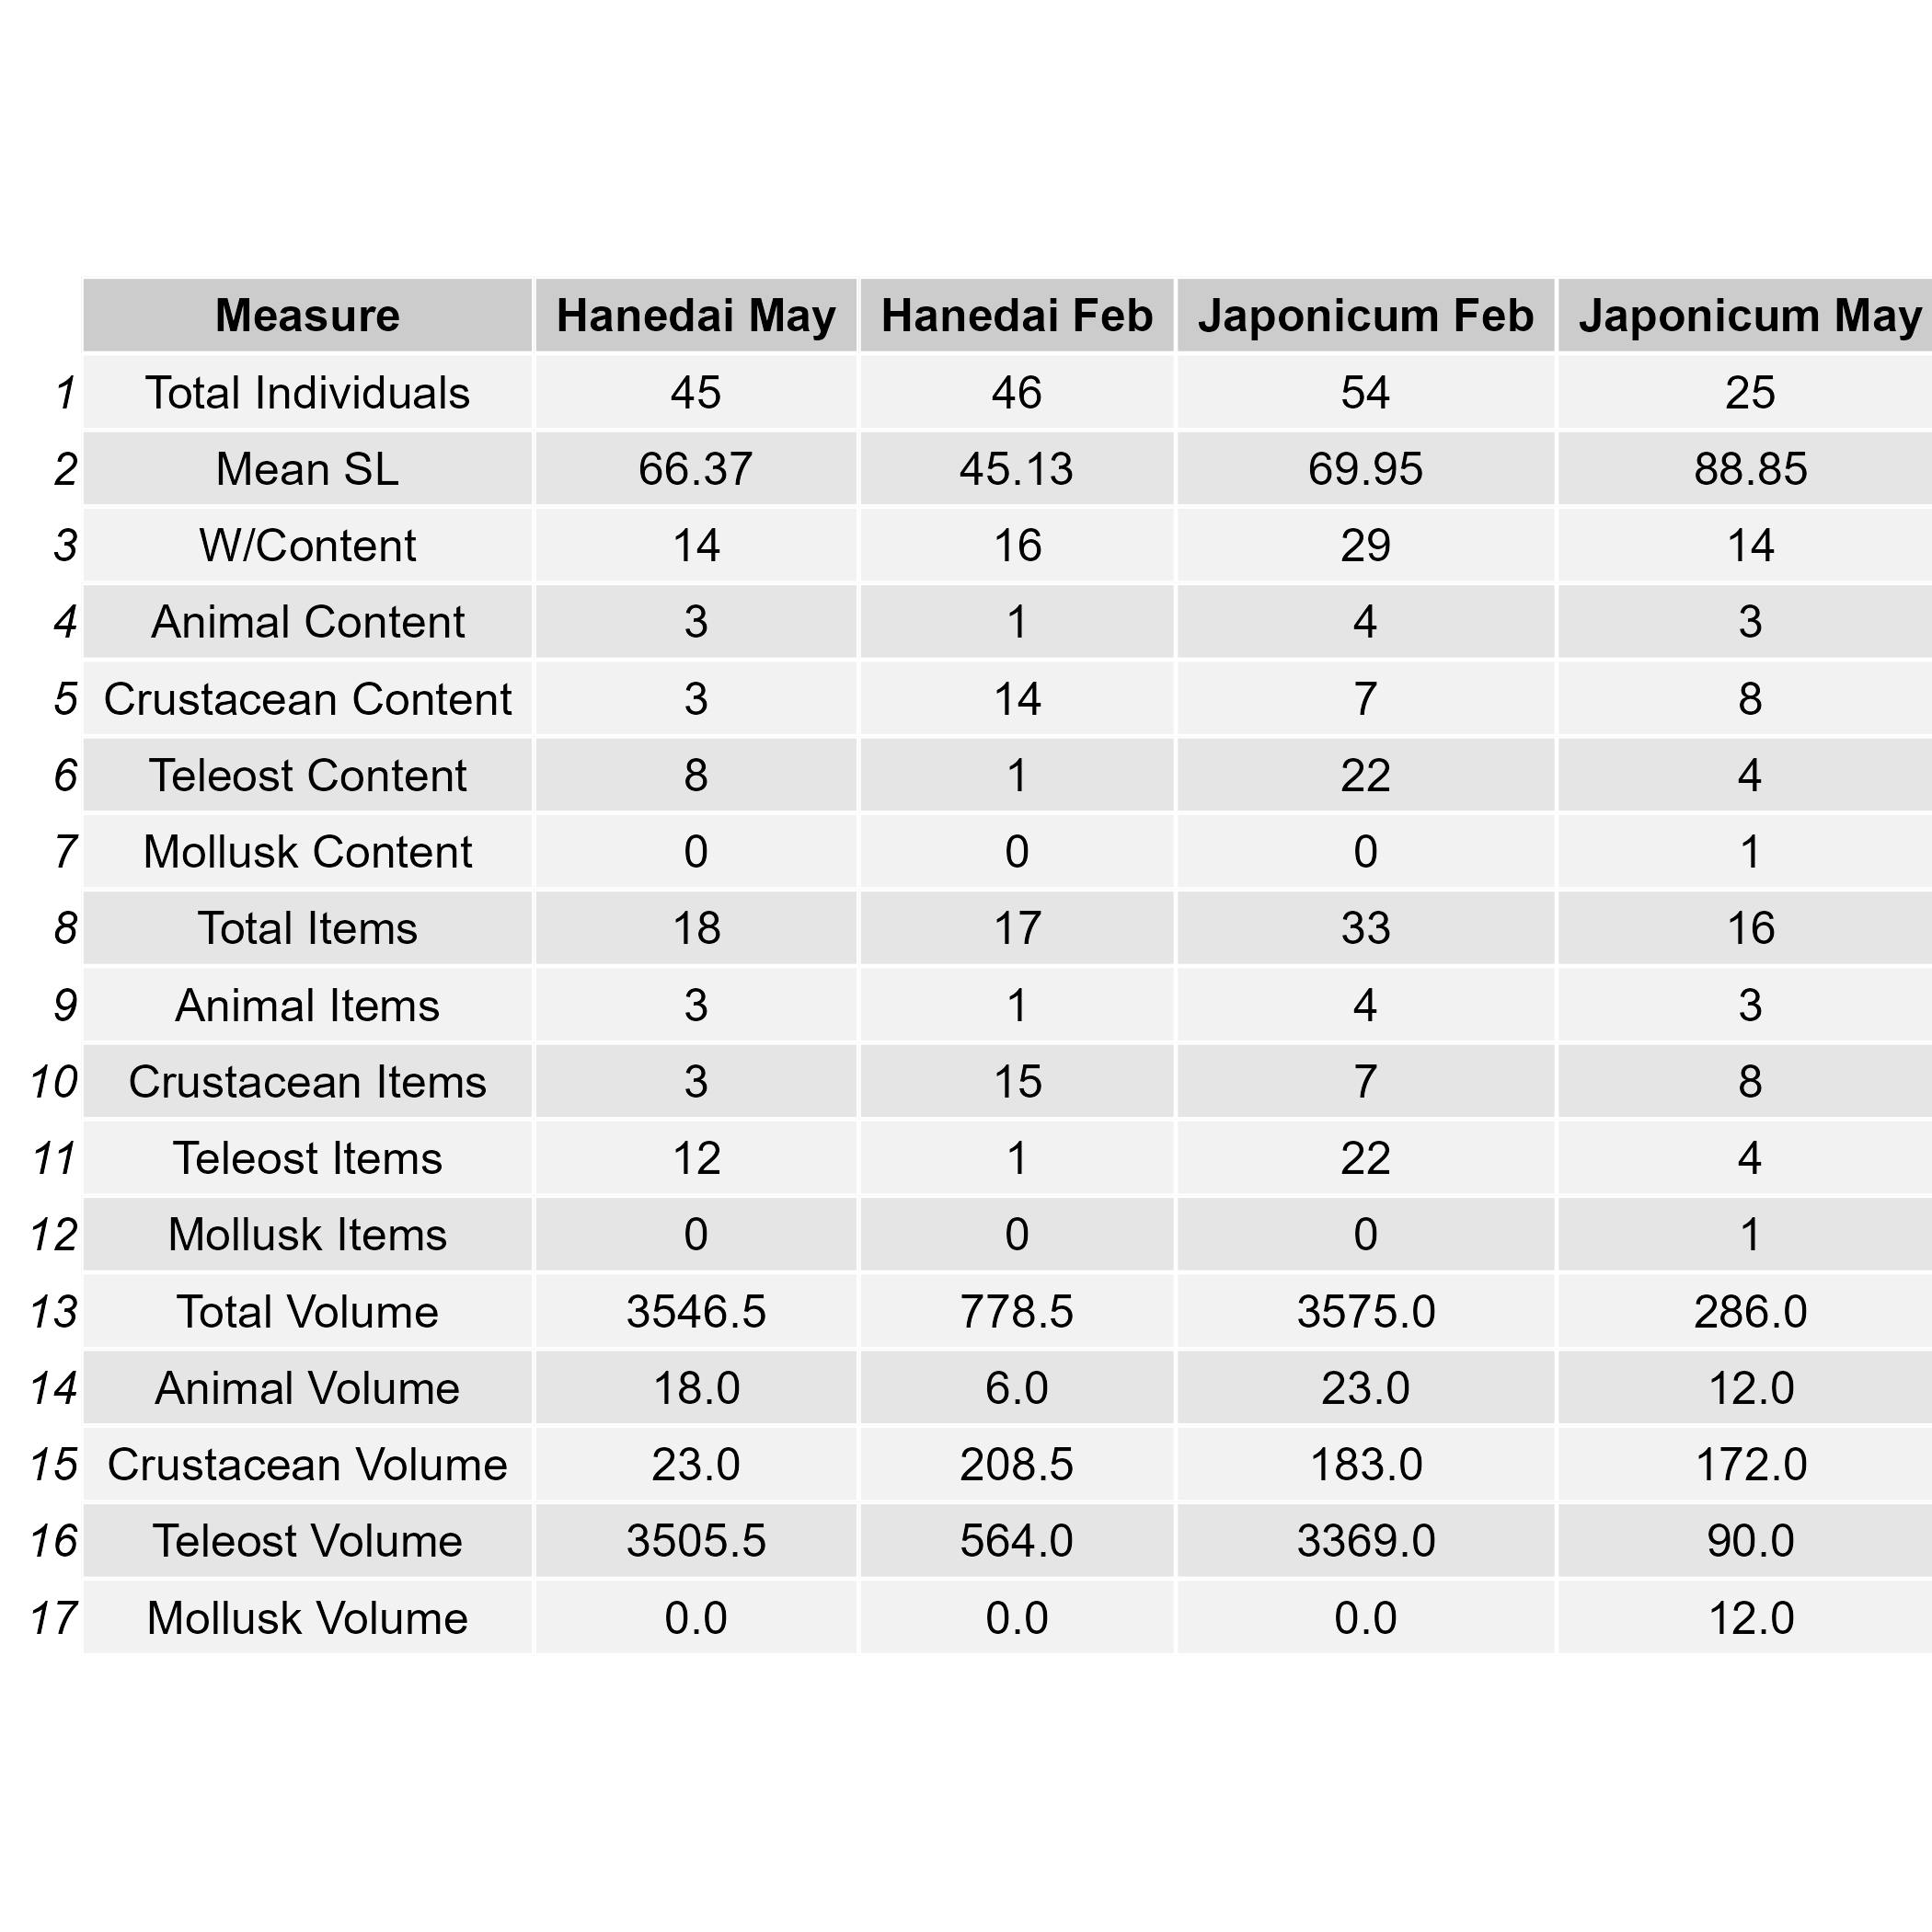 Measure Hanedai May Hanedai Feb Japonicum Feb Japonicum May
1 Total Individuals 45 46 54 25
2 Mean SL 66.37 45.13 69.95 88.85
3 W/Content 14 16 29 14
4 Animal Content 3 1 4 3
5 Crustacean Content 3 14 7 8
6 Teleost Content 8 1 22 4
7 Mollusk Content 0 0 0 1
8 Total Items 18 17 33 16
9 Animal Items 3 1 4 3
10 Crustacean Items 3 15 7 8
11 Teleost Items 12 1 22 4
12 Mollusk Items 0 0 0 1
13 Total Volume 3546.5 778.5 3575.0 286.0
14 Animal Volume 18.0 6.0 23.0 12.0
15 Crustacean Volume 23.0 208.5 183.0 172.0
16 Teleost Volume 3505.5 564.0 3369.0 90.0
17 Mollusk Volume 0.0 0.0 0.0 12.0